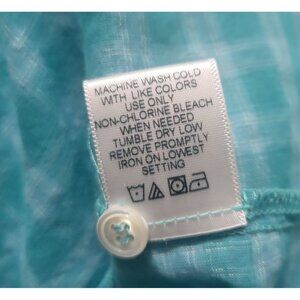 MACHINE WASH COLD
WITH LIKE COLORS
USE ONLY
NON-CHLORINE BLEACH
WHEN NEEDED
TUMBLE DRY LOW
REMOVE PROMPTLY
IRON ON LOWEST
SETTING